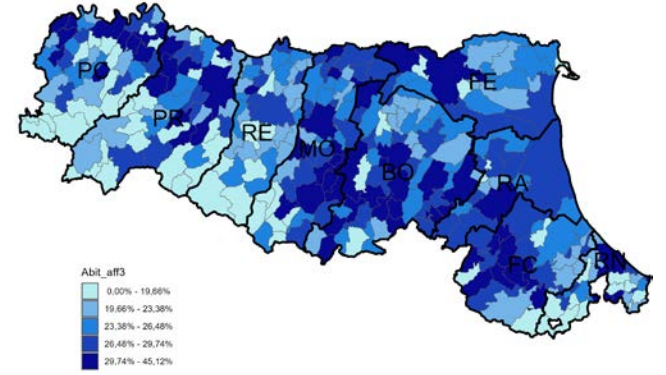 PC
PR
RE
MO
BO
FE
RA
FC
RN
Abit_aff3
0,00% - 19,66%
19,66% - 23,38%
23,38% - 26,48%
26,48% - 29,74%
29,74% - 45,12%